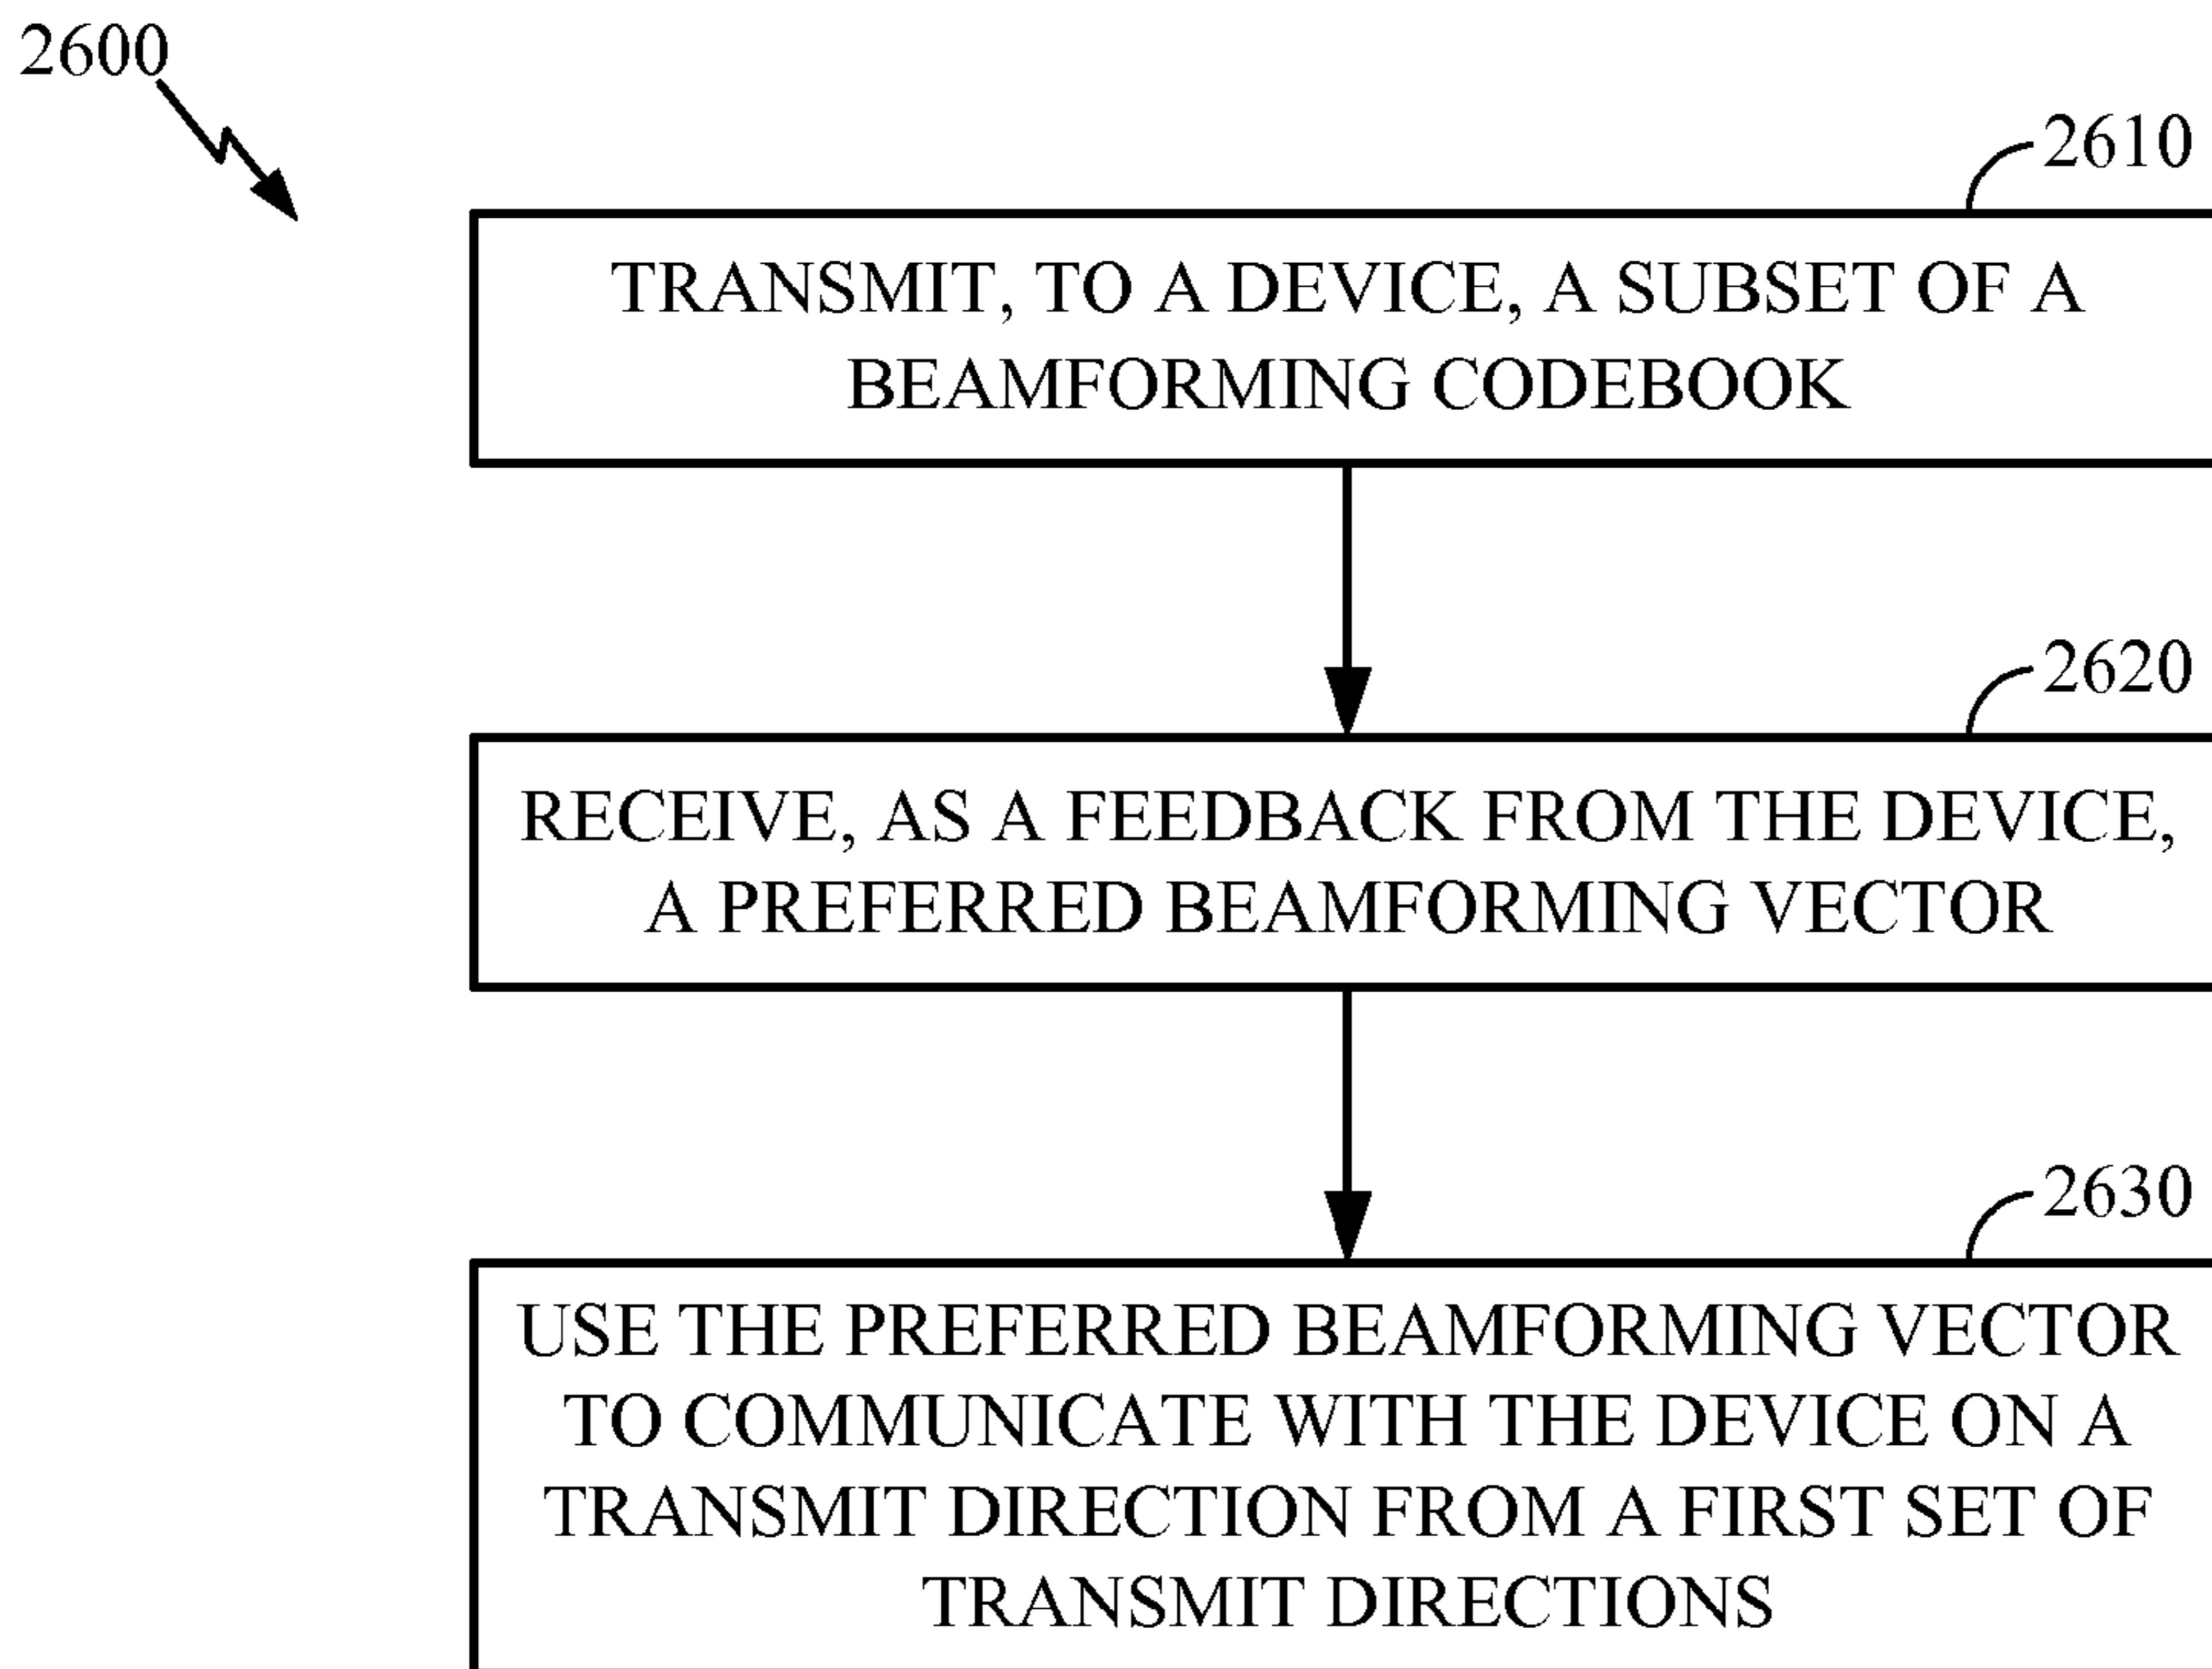 2600
2610
TRANSMIT, TO A DEVICE, A SUBSET OF A
BEAMFORMING CODEBOOK
2620
RECEIVE, AS A FEEDBACK FROM THE DEVICE,
A PREFERRED BEAMFORMING VECTOR
2630
USE THE PREFERRED BEAMFORMING VECTOR
TO COMMUNICATE WITH THE DEVICE ON A
TRANSMIT DIRECTION FROM A FIRST SET OF
TRANSMIT DIRECTIONS